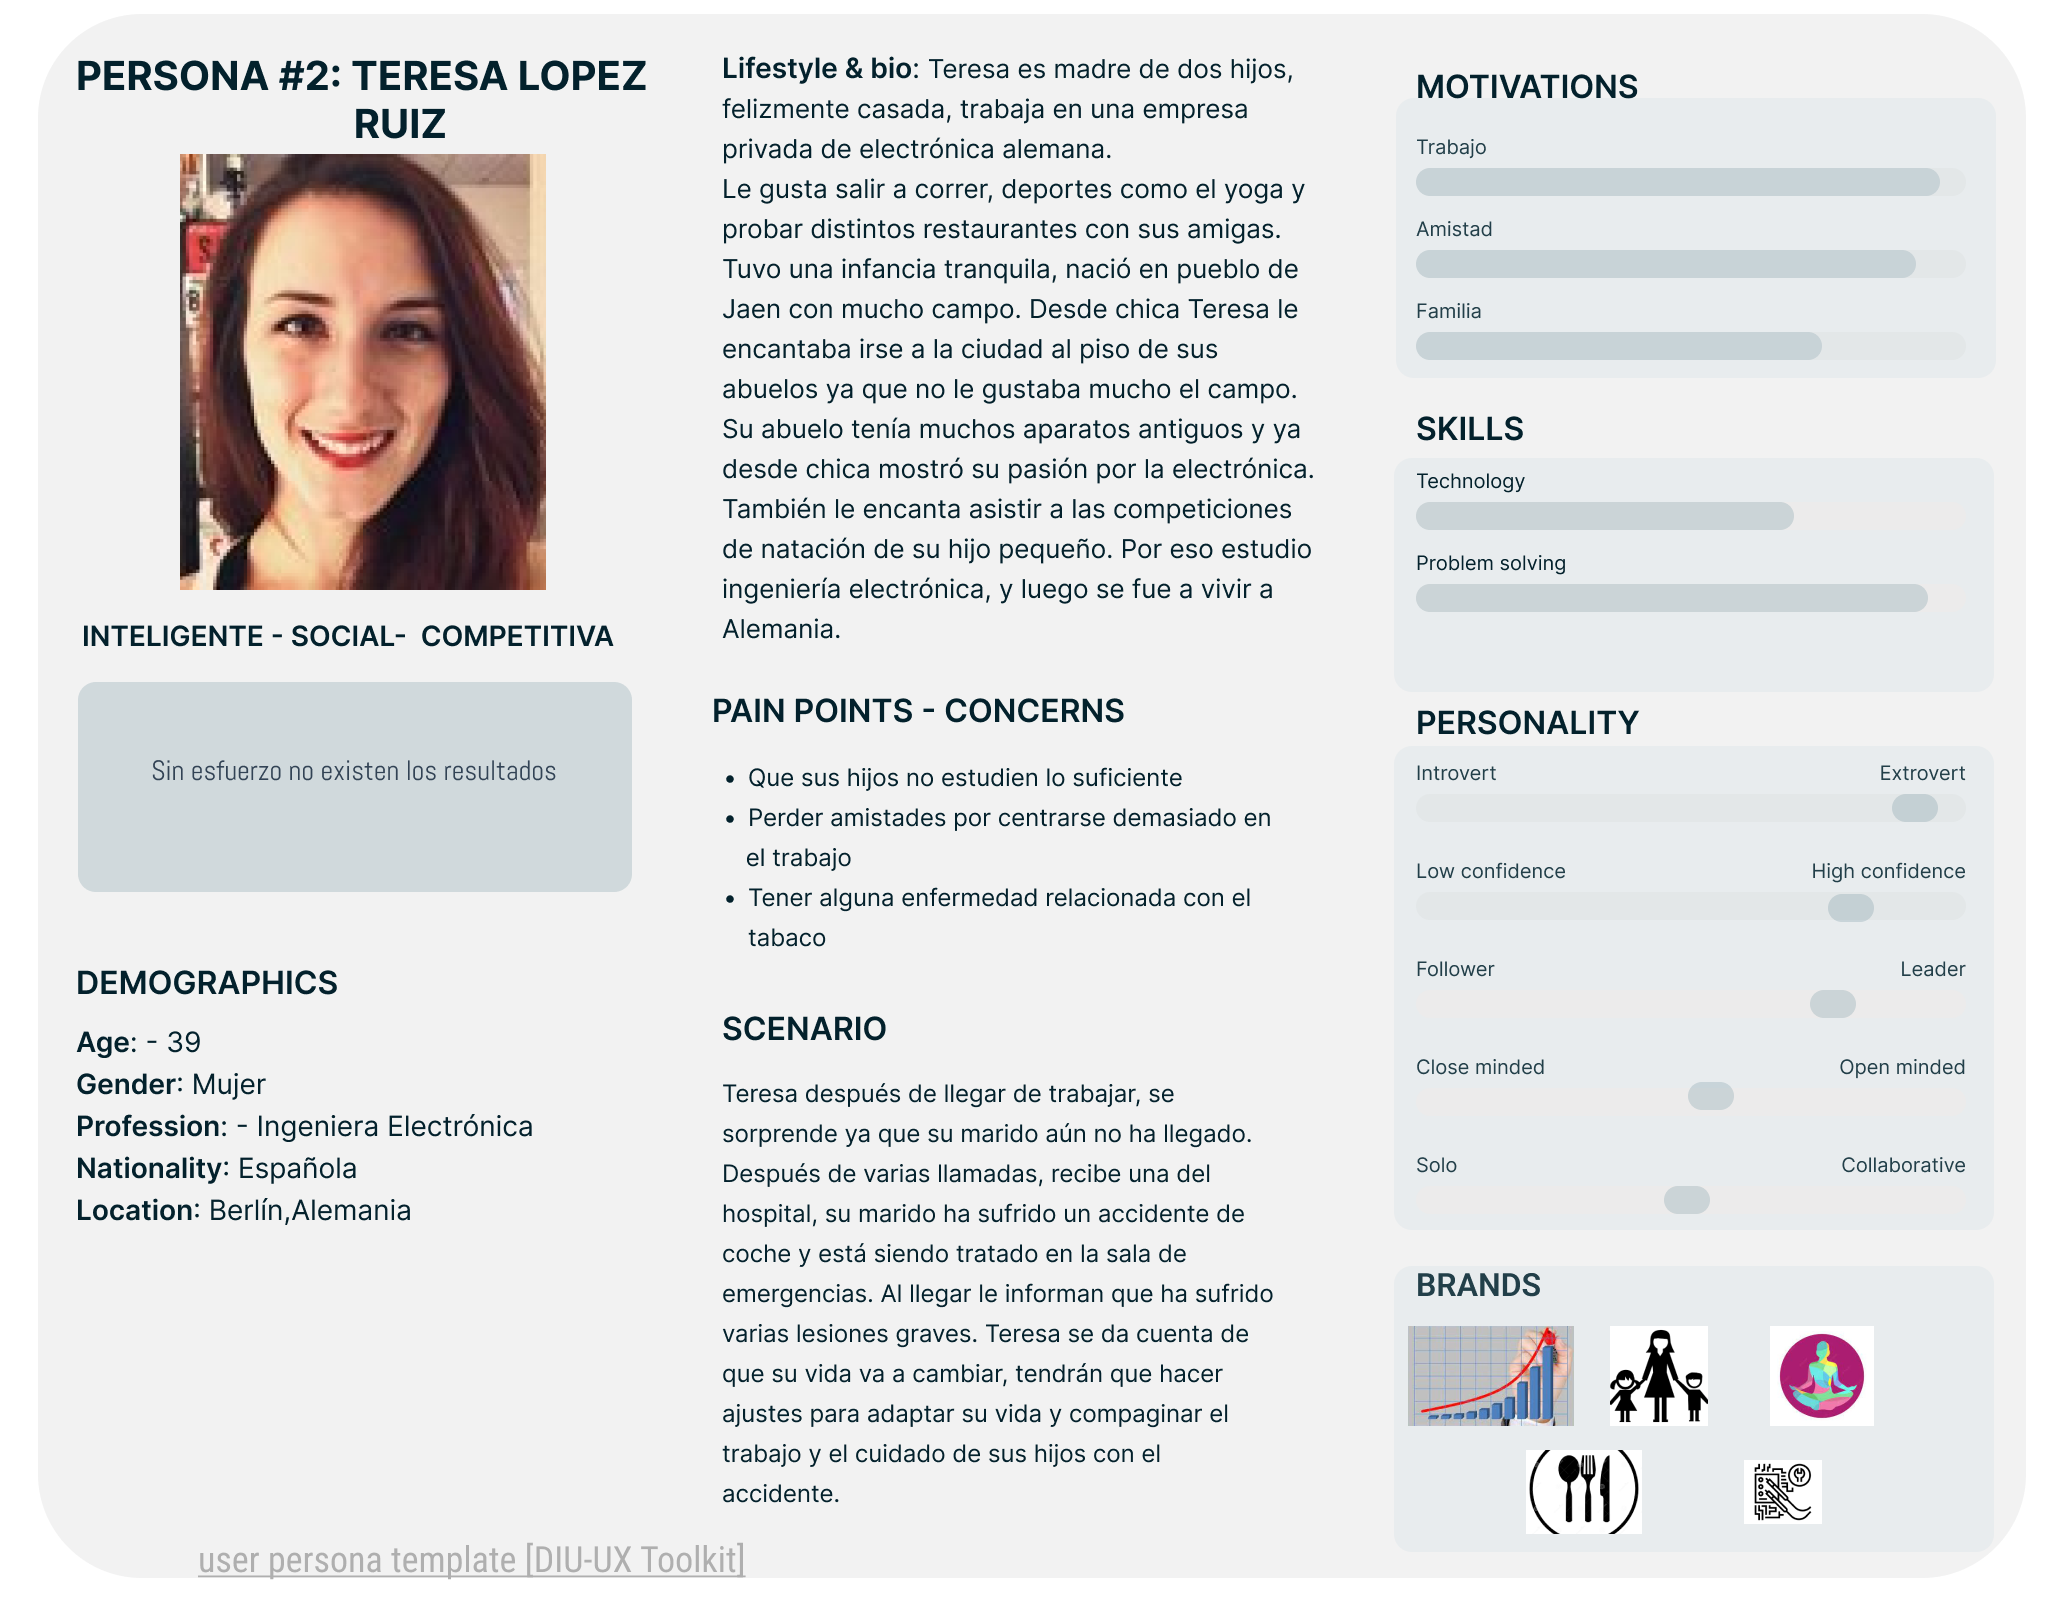 PERSONA #2: TERESA LOPEZ
RUIZ
INTELIGENTE - SOCIAL-  COMPETITIVA
Sin esfuerzo no existen los resultados
DEMOGRAPHICS
Age: - 39
Gender: Mujer
Profession: - Ingeniera Electrónica
Nationality: Española
Location: Berlín,Alemania
Lifestyle & bio: Teresa es madre de dos hijos,
felizmente casada, trabaja en una empresa
privada de electrónica alemana.
Le gusta salir a correr, deportes como el yoga y
probar distintos restaurantes con sus amigas.
Tuvo una infancia tranquila, nació en pueblo de
Jaen con mucho campo. Desde chica Teresa le
encantaba irse a la ciudad al piso de sus
abuelos ya que no le gustaba mucho el campo.
Su abuelo tenía muchos aparatos antiguos y ya
desde chica mostró su pasión por la electrónica.
También le encanta asistir a las competiciones
de natación de su hijo pequeño. Por eso estudio
ingeniería electrónica, y luego se fue a vivir a
Alemania.
PAIN POINTS - CONCERNS
• Que sus hijos no estudien lo suficiente
• Perder amistades por centrarse demasiado en
el trabajo
• Tener alguna enfermedad relacionada con el
tabaco
SCENARIO
Teresa después de llegar de trabajar, se
sorprende ya que su marido aún no ha llegado.
Después de varias llamadas, recibe una del
hospital, su marido ha sufrido un accidente de
coche y está siendo tratado en la sala de
emergencias. Al llegar le informan que ha sufrido
varias lesiones graves. Teresa se da cuenta de
que su vida va a cambiar, tendrán que hacer
ajustes para adaptar su vida y compaginar el
trabajo y el cuidado de sus hijos con el
accidente.
MOTIVATIONS
Trabajo
Amistad
Familia
SKILLS
Technology
Problem solving
PERSONALITY
Introvert Extrovert
Low confidence High confidence
Follower Leader
Close minded Open minded
Solo Collaborative
BRANDS
user persona template [DIU-UX Toolkit]